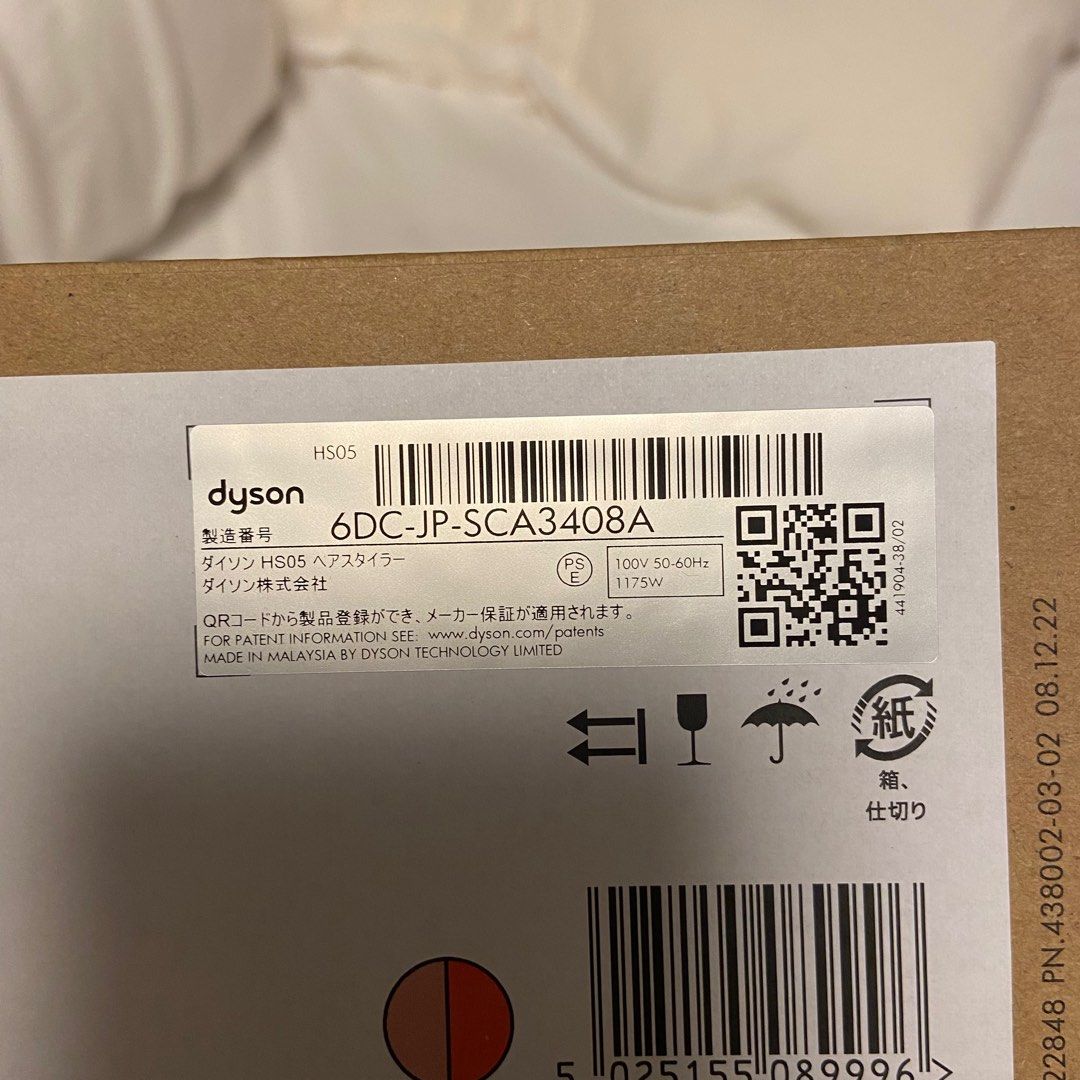 HS05
dyson
製造番号 6DC-JP-SCA3408A
ダイソン HS05 ヘアスタイラー
ダイソン株式会社
PS
E
100V 50-60Hz
1175W
QRコードから製品登録ができ、メーカー保証が適用されます。
FOR PATENT INFORMATION SEE: www.dyson.com/patents
MADE IN MALAYSIA BY DYSON TECHNOLOGY LIMITED
441904-38/02
紙
箱、
仕切り
5 025155 089996 >
22848 PN.438002-03-02 08.12.22